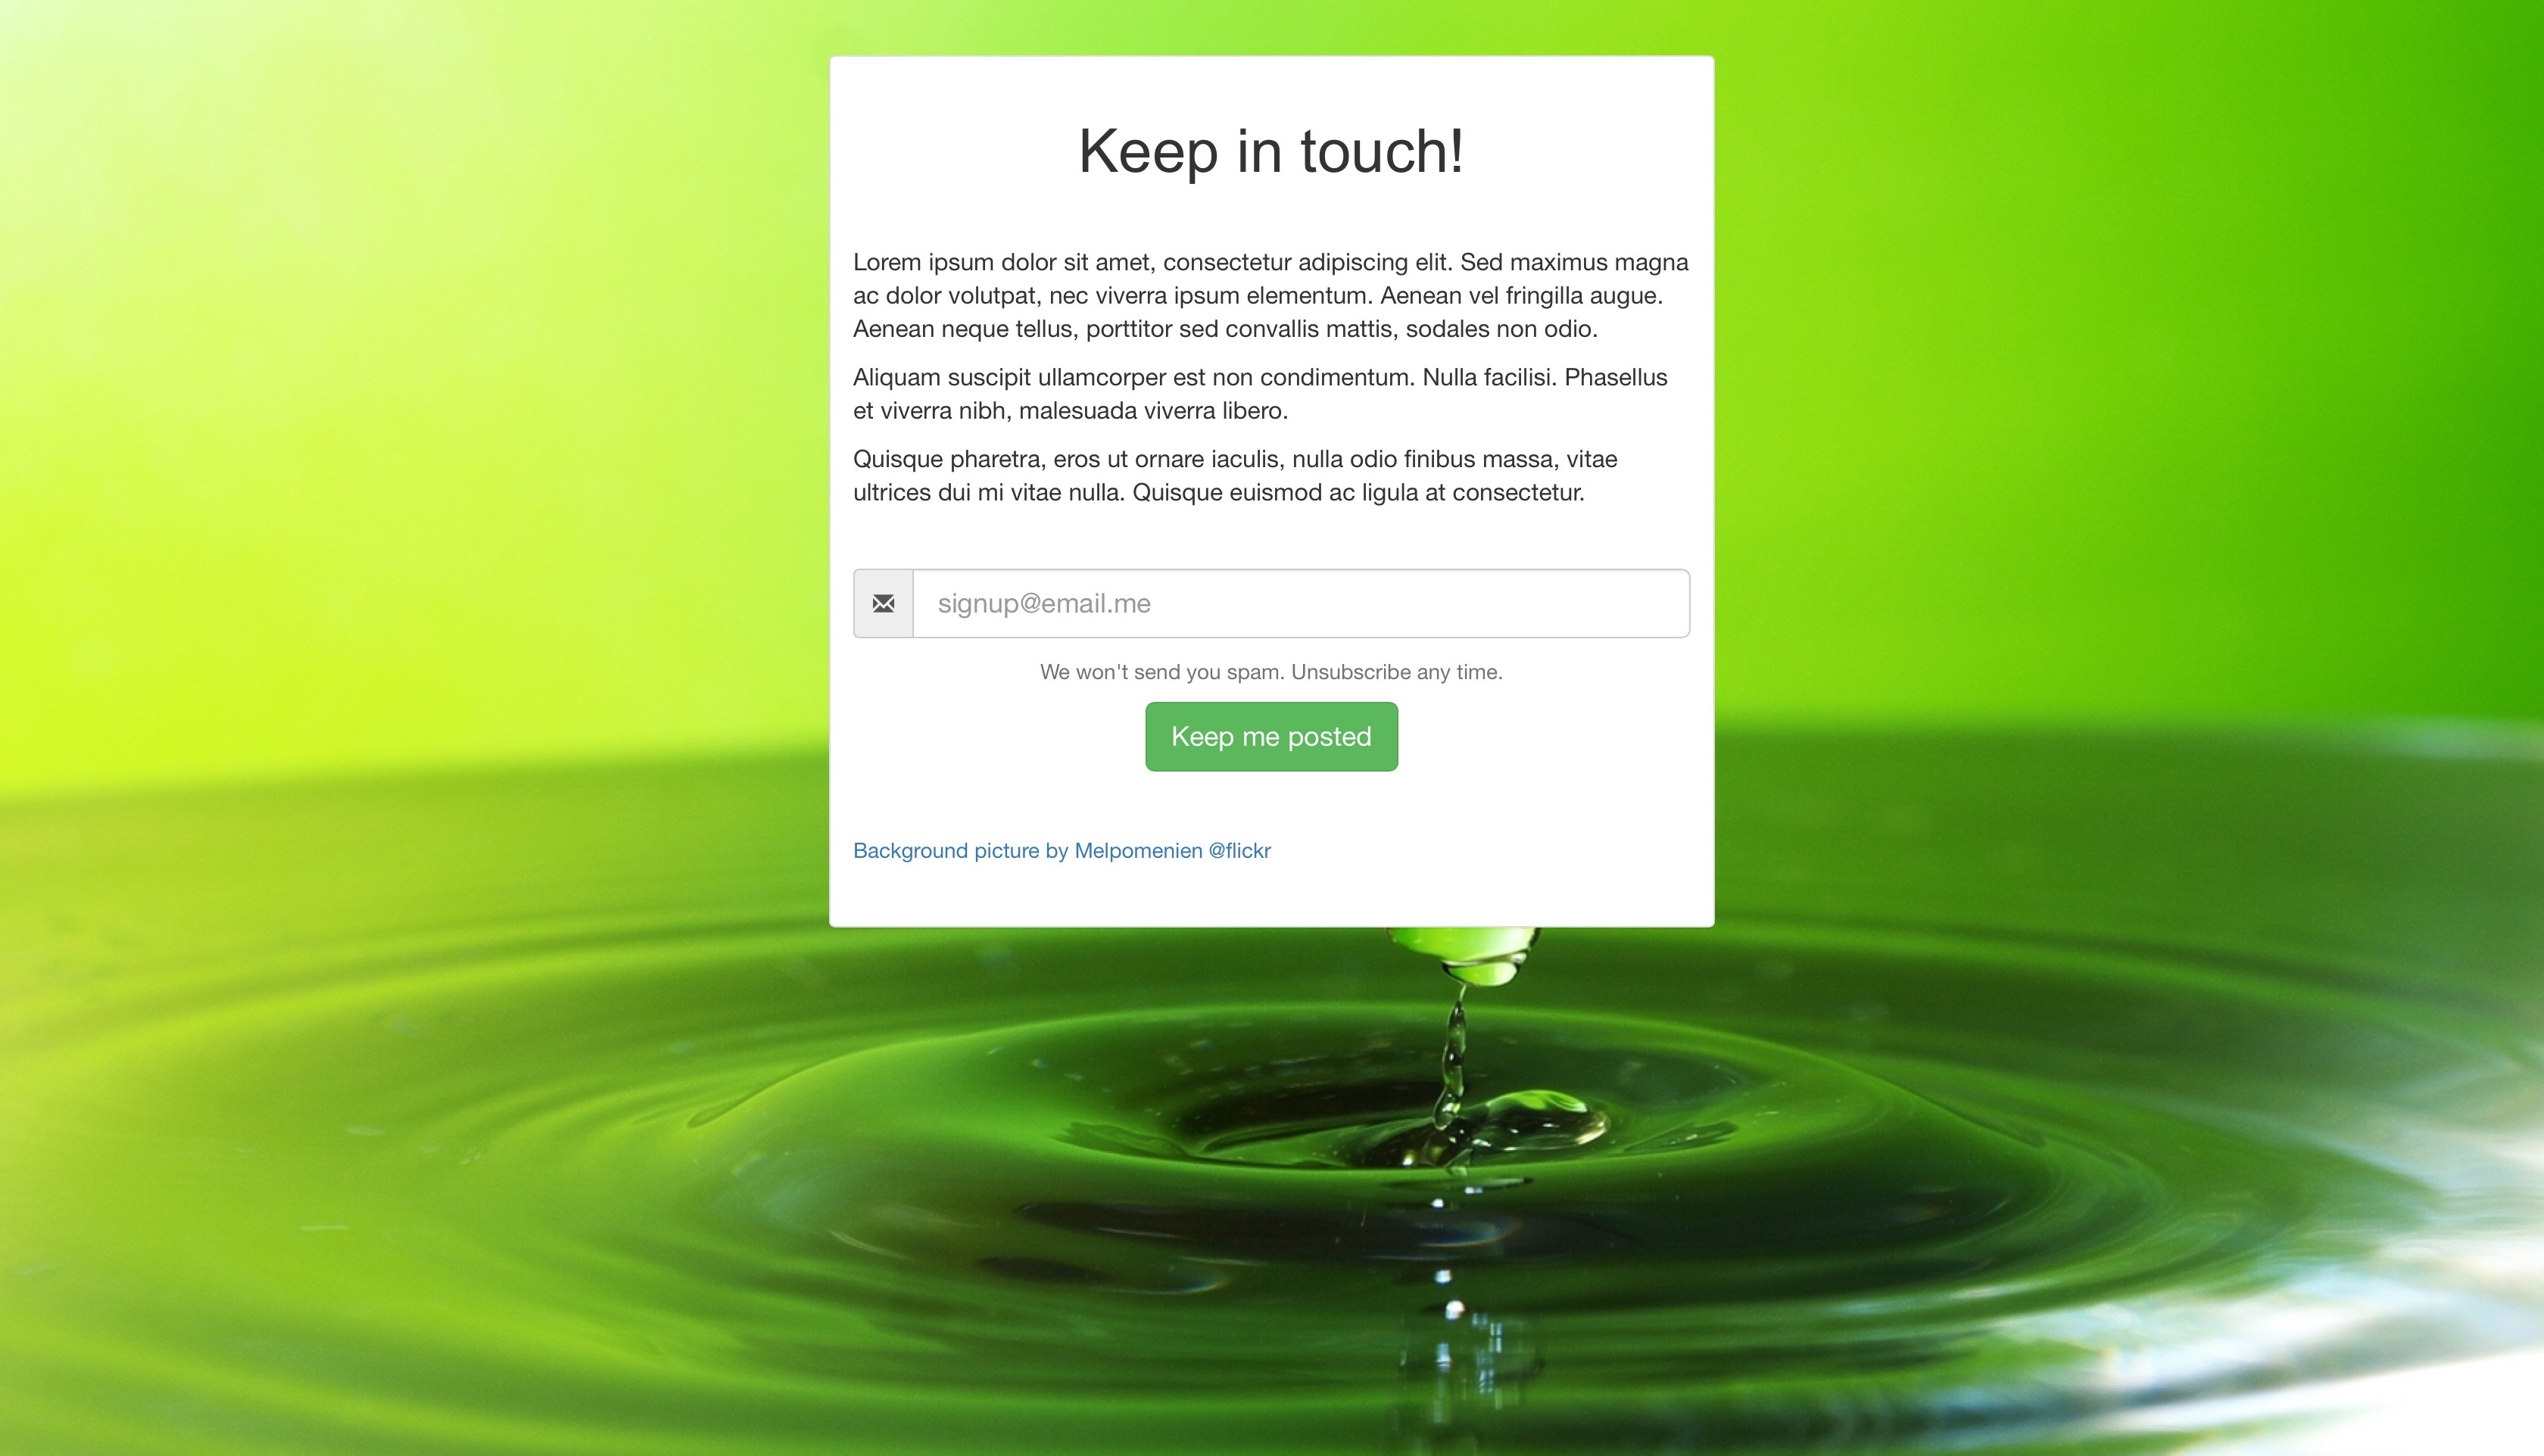 Keep in touch!
Lorem ipsum dolor sit amet, consectetur adipiscing elit. Sed maximus magna
ac dolor volutpat, nec viverra ipsum elementum. Aenean vel fringilla augue.
Aenean neque tellus, porttitor sed convallis mattis, sodales non odio.
Aliquam suscipit ullamcorper est non condimentum. Nulla facilisi. Phasellus
et viverra nibh, malesuada viverra libero.
Quisque pharetra, eros ut ornare iaculis, nulla odio finibus massa, vitae
ultrices dui mi vitae nulla. Quisque euismod ac ligula at consectetur.
signup@email.me
We won't send you spam. Unsubscribe any time.
Keep me posted
Background picture by Melpomenien @flickr